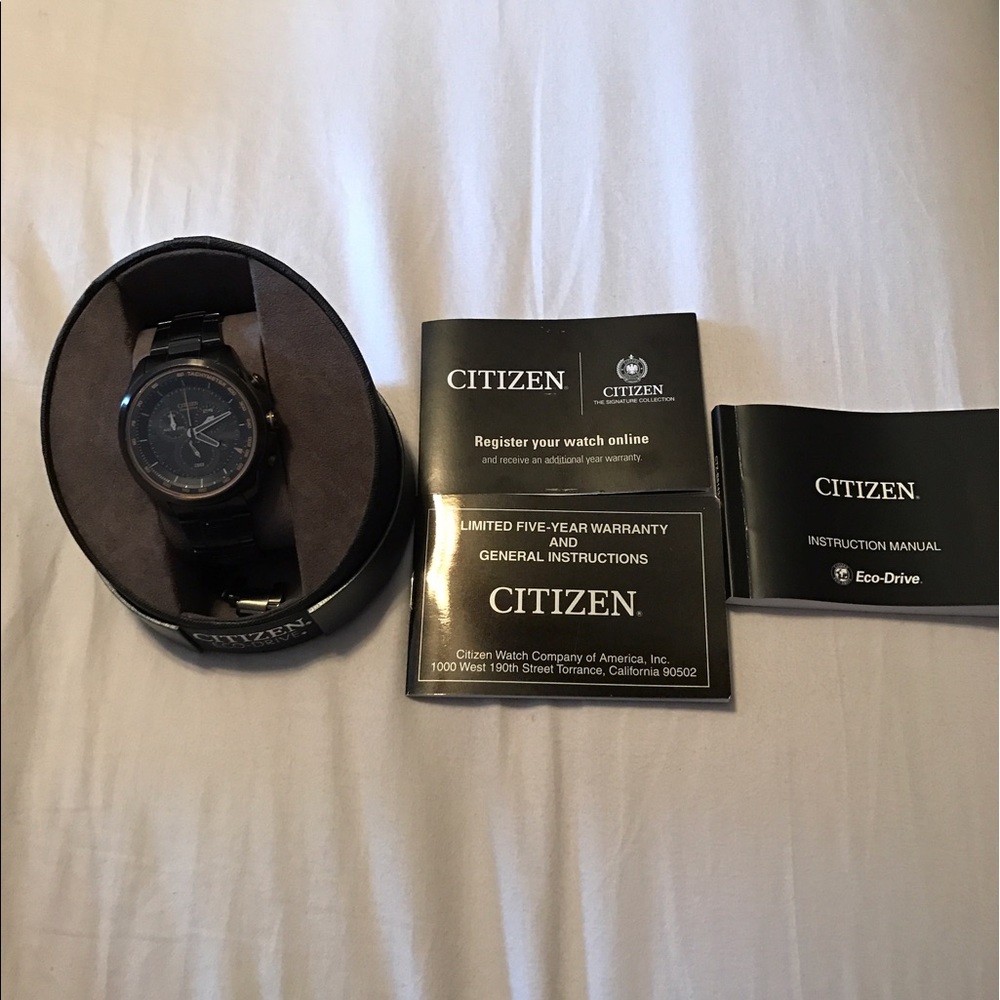 CITIZEN®
ECO-DRIVE®
CITIZEN®
CITIZEN
THE SIGNATURE COLLECTION
Register your watch online
and receive an additional year warranty.
LIMITED FIVE-YEAR WARRANTY
AND
GENERAL INSTRUCTIONS
CITIZEN®
Citizen Watch Company of America, Inc.
1000 West 190th Street Torrance, California 90502
CITIZEN®
INSTRUCTION MANUAL
Eco-Drive®